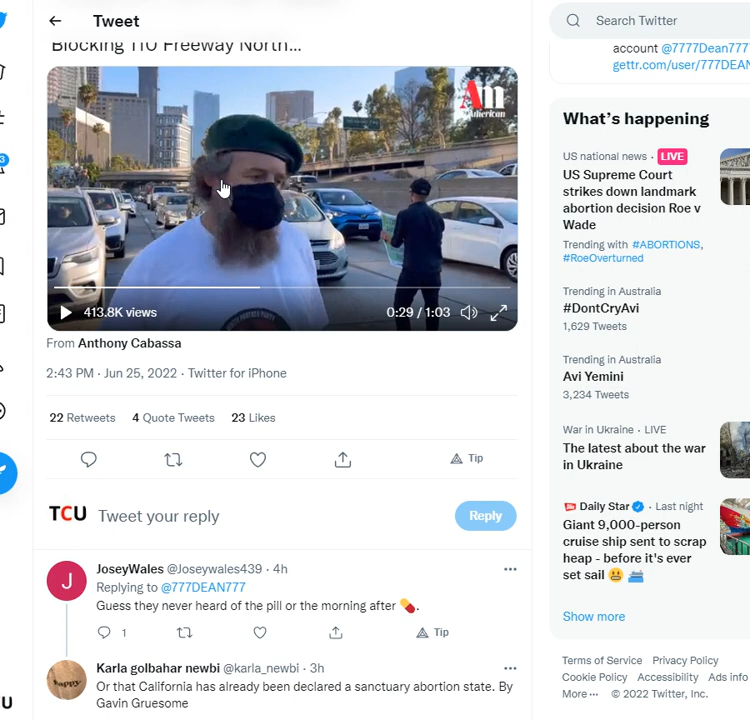 Tweet
Search Twitter
Blocking 110 Freeway North...
account @7777Dean777
gettr.com/user/777DEAN
Am
American
413.8K views
0:29 / 1:03
From Anthony Cabassa
2:43 PM · Jun 25, 2022 · Twitter for iPhone
22 Retweets 4 Quote Tweets 23 Likes
Tip
TCU Tweet your reply
Reply
J
JoseyWales @Joseywales439 · 4h
Replying to @777DEAN777
Guess they never heard of the pill or the morning after 💊.
1
Tip
happy
Karla golbahar newbi @karla_newbi · 3h
Or that California has already been declared a sanctuary abortion state. By
Gavin Gruesome
What's happening
US national news · LIVE
US Supreme Court
strikes down landmark
abortion decision Roe v
Wade
Trending with #ABORTIONS,
#RoeOverturned
Trending in Australia
#DontCryAvi
1,629 Tweets
Trending in Australia
Avi Yemini
3,234 Tweets
War in Ukraine · LIVE
The latest about the war
in Ukraine
Daily Star · Last night
Giant 9,000-person
cruise ship sent to scrap
heap - before it's ever
set sail 😬 🚢
Show more
Terms of Service Privacy Policy
Cookie Policy Accessibility Ads info
More ··· © 2022 Twitter, Inc.
3
U